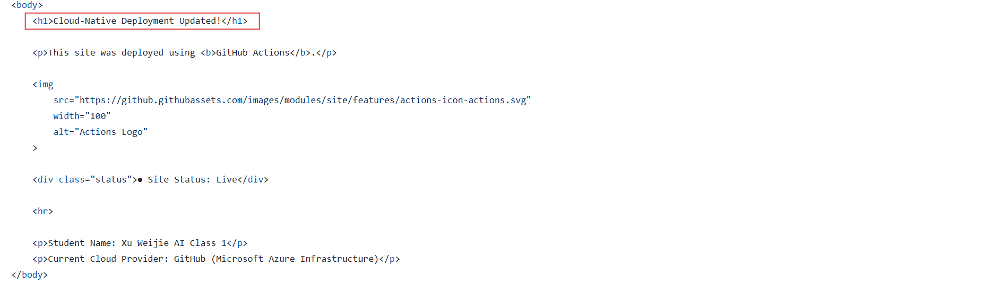 <body>
<h1>Cloud-Native Deployment Updated!</h1>
<p>This site was deployed using <b>GitHub Actions</b>.</p>
<img
src="https://github.githubassets.com/images/modules/site/features/actions-icon-actions.svg"
width="100"
alt="Actions Logo"
>
<div class="status">● Site Status: Live</div>
<hr>
<p>Student Name: Xu Weijie AI Class 1</p>
<p>Current Cloud Provider: GitHub (Microsoft Azure Infrastructure)</p>
</body>